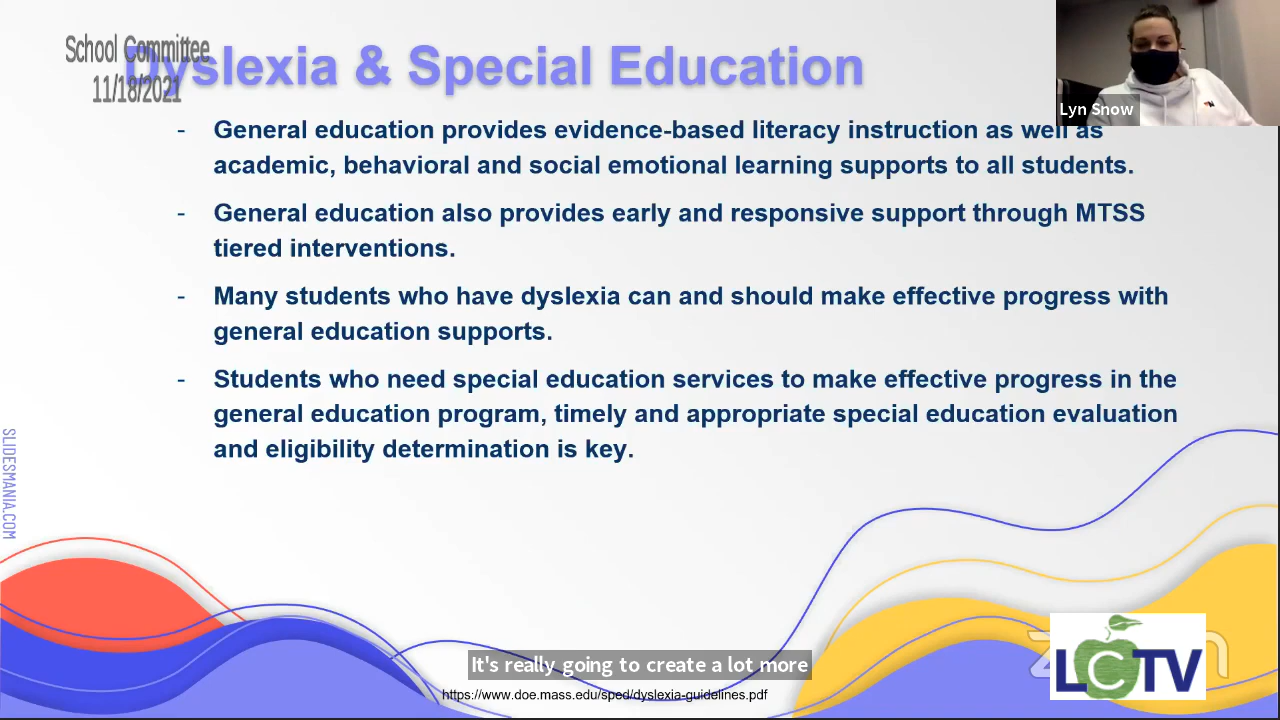 School Committee
11/18/2021
Dyslexia & Special Education
Lyn Snow
- General education provides evidence-based literacy instruction as well as
academic, behavioral and social emotional learning supports to all students.
- General education also provides early and responsive support through MTSS
tiered interventions.
- Many students who have dyslexia can and should make effective progress with
general education supports.
- Students who need special education services to make effective progress in the
general education program, timely and appropriate special education evaluation
and eligibility determination is key.
SLIDESMANIA.COM
It's really going to create a lot more
https://www.doe.mass.edu/sped/dyslexia-guidelines.pdf
LCTV